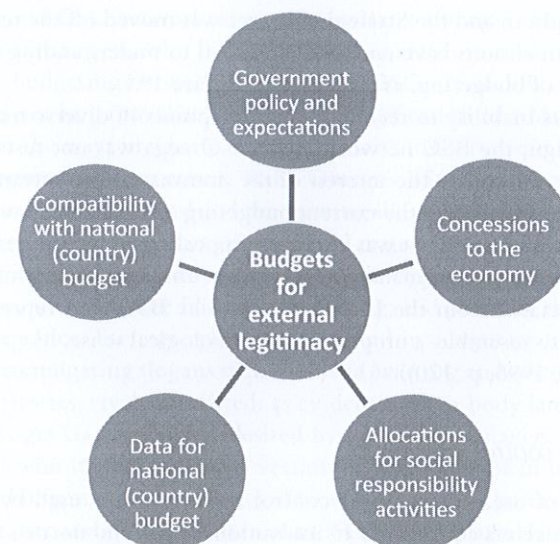 Government
policy and
expectations
Compatibility
with national
(country)
budget
Concessions
to the
economy
Budgets
for
external
legitimacy
Data for
national
(country)
budget
Allocations
for social
responsibility
activities